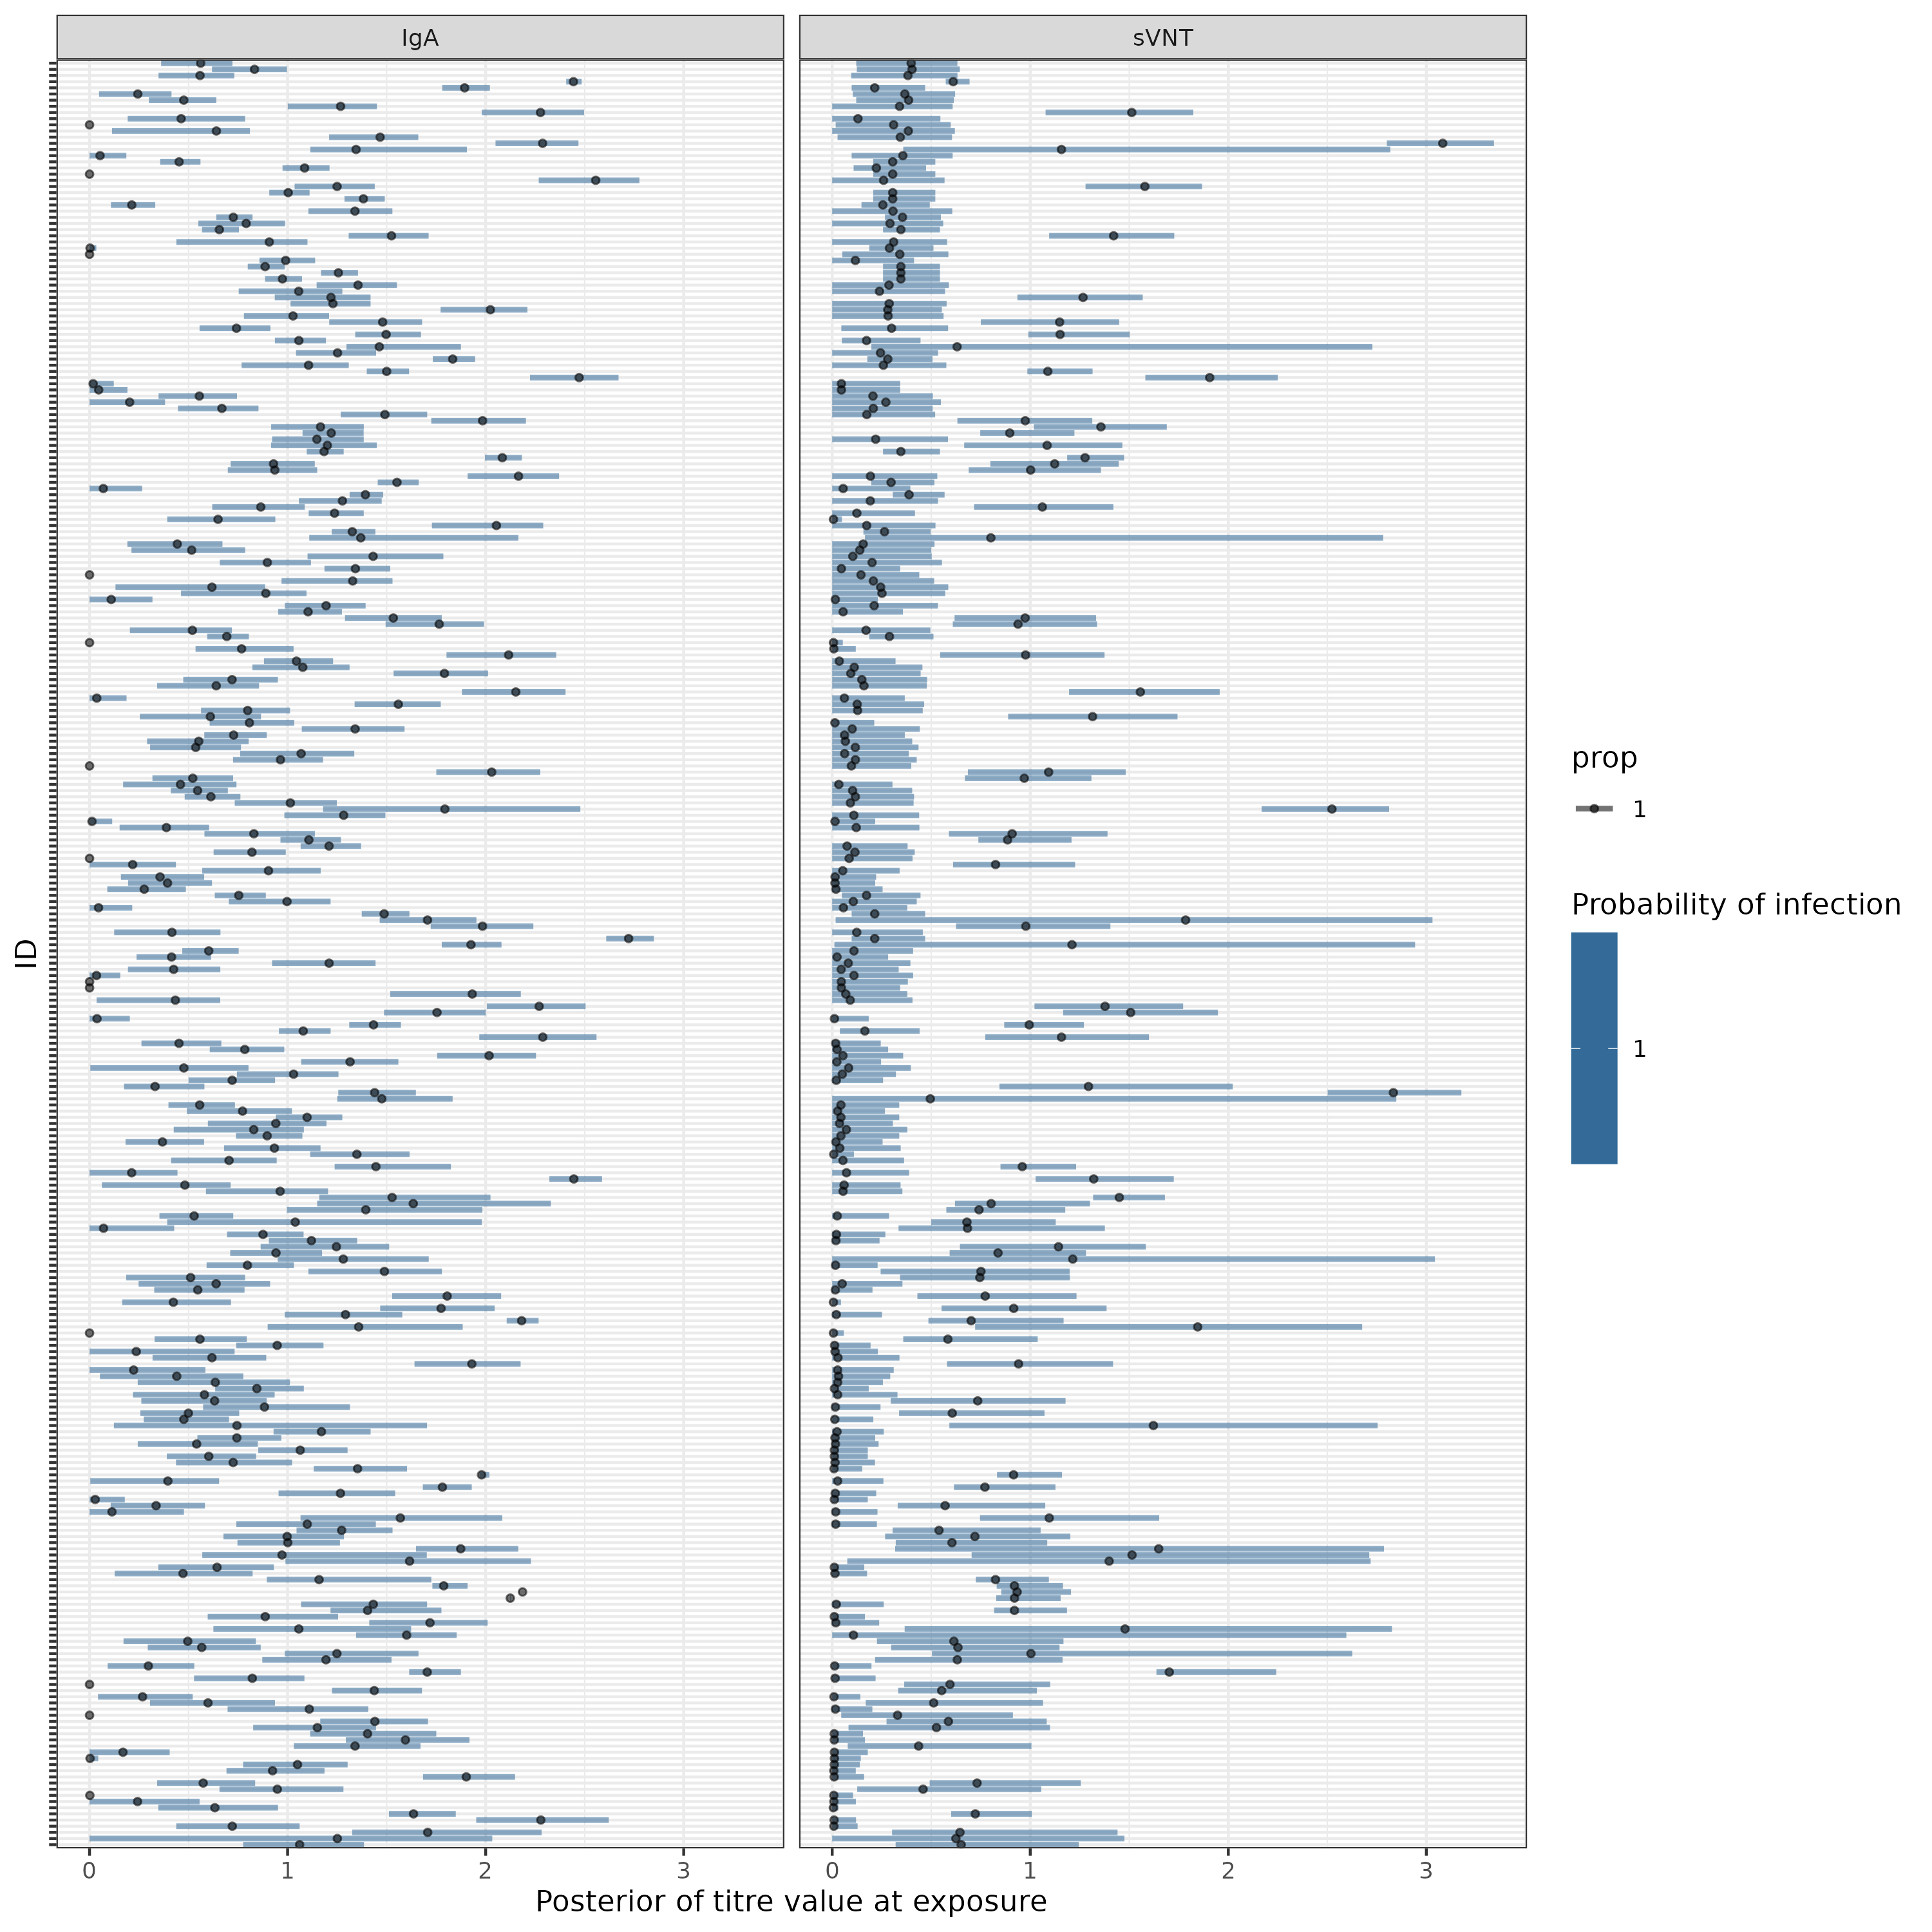 IgA
sVNT
ID
prop
1
Probability of infection
1
0
1
2
3
0
1
2
3
Posterior of titre value at exposure